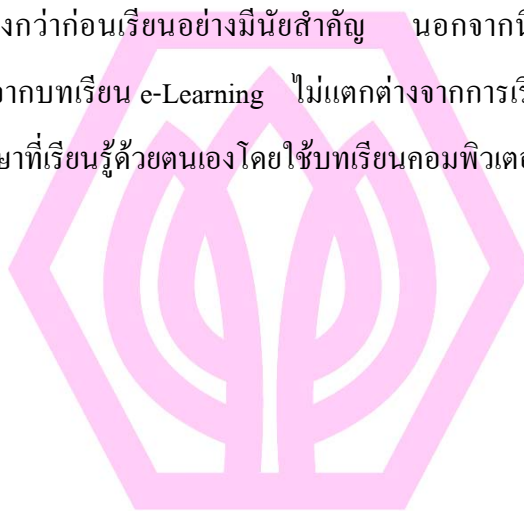 งกว่าก่อนเรียนอย่างมีนัยสำคัญ นอกจากนี
ากบทเรียน e-Learning ไม่แตกต่างจากการเรี
ษาที่เรียนรู้ด้วยตนเองโดยใช้บทเรียนคอมพิวเตอ